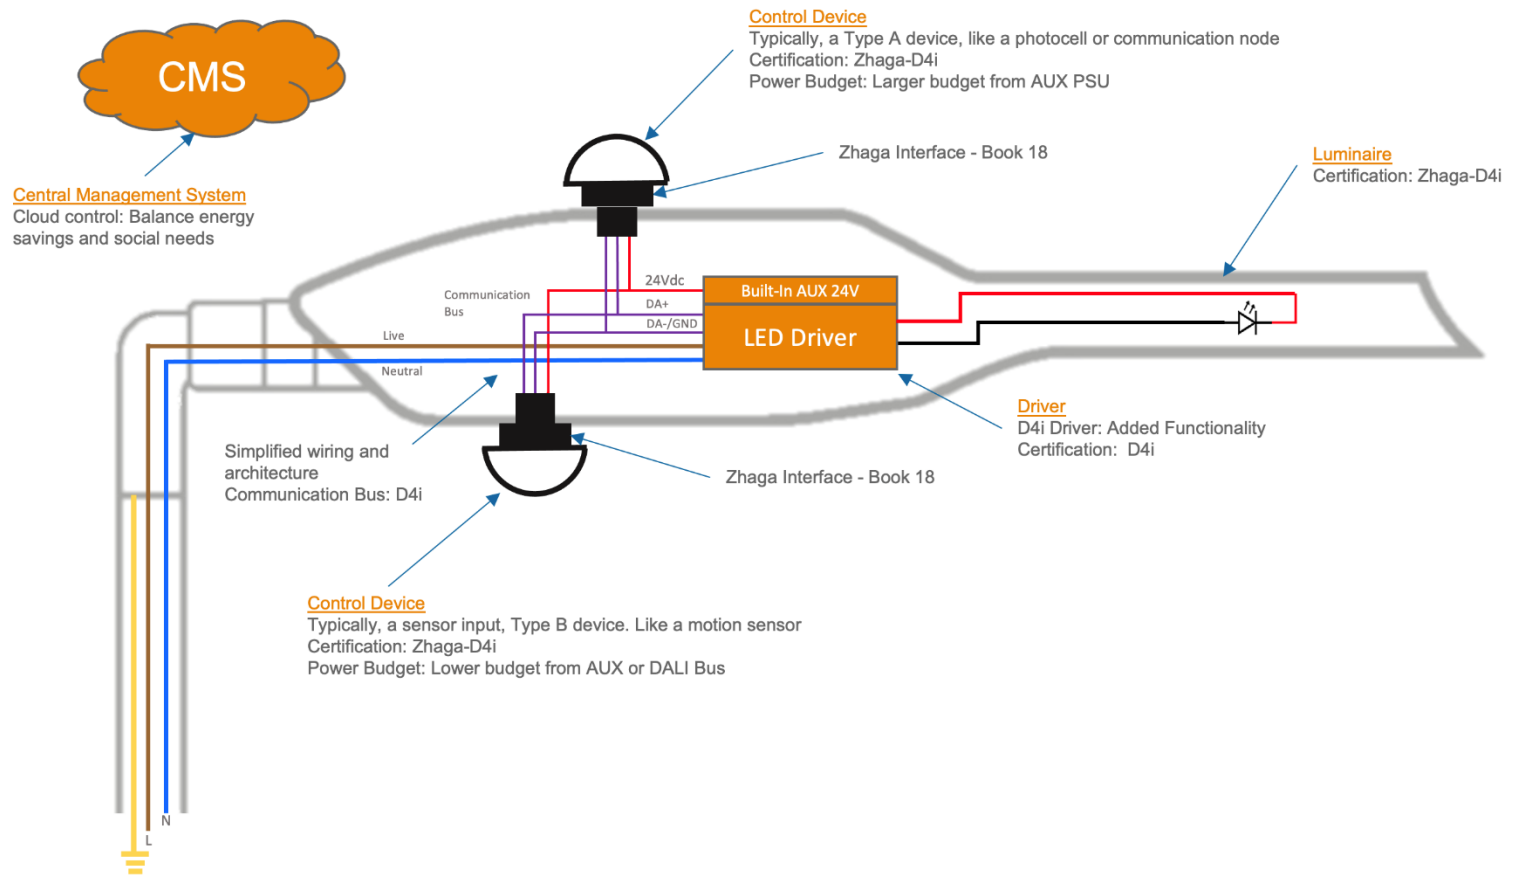 Control Device
Typically, a Type A device, like a photocell or communication node
Certification: Zhaga-D4i
Power Budget: Larger budget from AUX PSU
CMS
Zhaga Interface - Book 18
Luminaire
Certification: Zhaga-D4i
Central Management System
Cloud control: Balance energy
savings and social needs
24Vdc
Communication
Bus
DA+
DA-/GND
Built-In AUX 24V
LED Driver
Live
Neutral
Driver
D4i Driver: Added Functionality
Certification: D4i
Simplified wiring and
architecture
Communication Bus: D4i
Zhaga Interface - Book 18
Control Device
Typically, a sensor input, Type B device. Like a motion sensor
Certification: Zhaga-D4i
Power Budget: Lower budget from AUX or DALI Bus
N
L